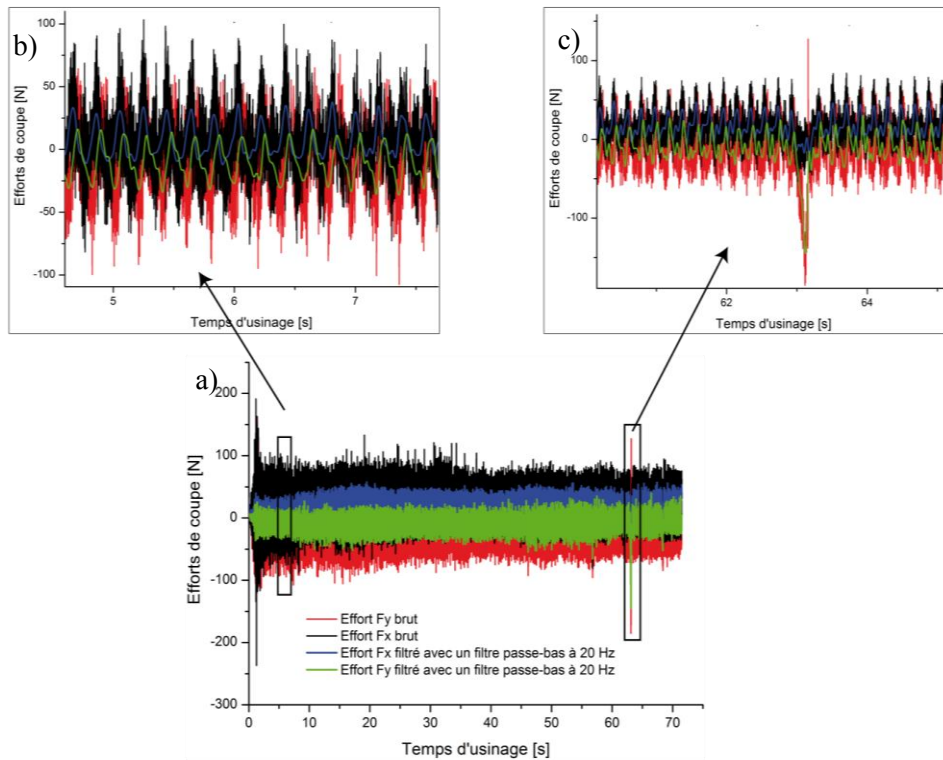 b)
100
50
0
-50
-100
Efforts de coupe [N]
5
6
7
Temps d'usinage [s]
c)
100
0
-100
Efforts de coupe [N]
62
64
Temps d'usinage [s]
a)
200
100
0
-100
-200
-300
Efforts de coupe [N]
Effort Fy brut
Effort Fx brut
Effort Fx filtré avec un filtre passe-bas à 20 Hz
Effort Fy filtré avec un filtre passe-bas à 20 Hz
0 10 20 30 40 50 60 70
Temps d'usinage [s]